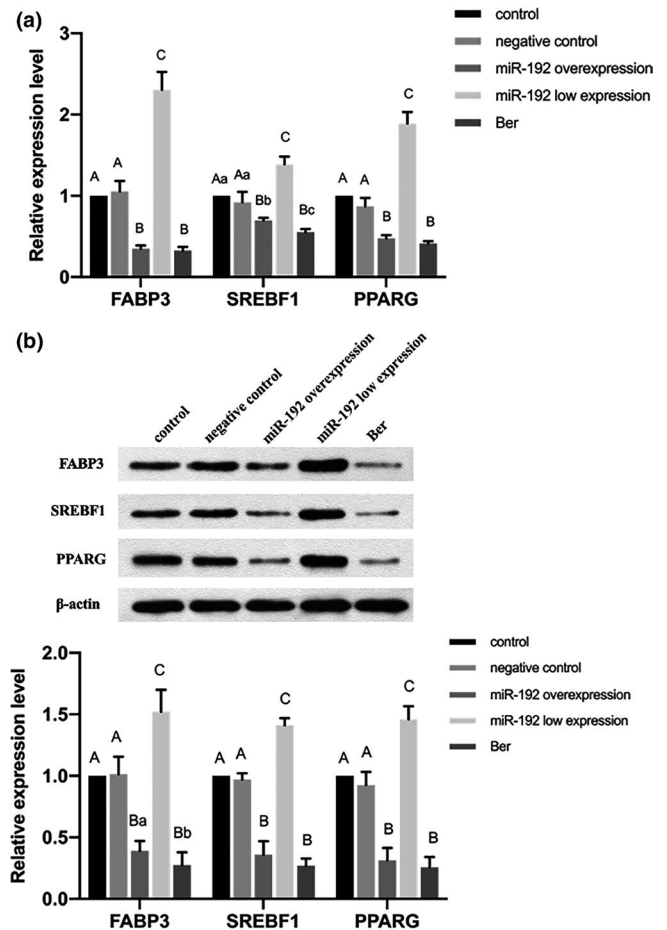 (a)
Relative expression level
3
2
1
0
A A B C B
Aa Aa Bb C Bc
A A B C B
FABP3 SREBF1 PPARG
control
negative control
miR-192 overexpression
miR-192 low expression
Ber
(b)
control
negative control
miR-192 overexpression
miR-192 low expression
Ber
FABP3
SREBF1
PPARG
β-actin
Relative expression level
2.0
1.5
1.0
0.5
0.0
A A Ba C Bb
A A B C B
A A B C B
FABP3 SREBF1 PPARG
control
negative control
miR-192 overexpression
miR-192 low expression
Ber